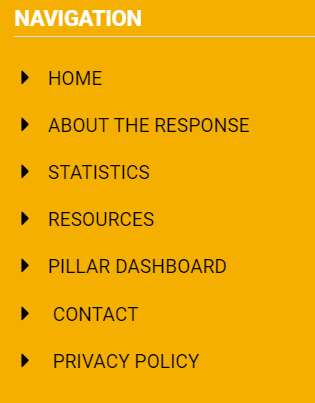 NAVIGATION
HOME
ABOUT THE RESPONSE
STATISTICS
RESOURCES
PILLAR DASHBOARD
CONTACT
PRIVACY POLICY